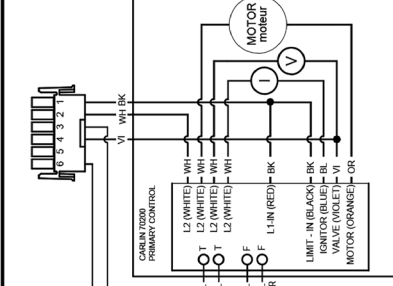 MOTOR
moteur
V
I
1
2
3
4
5
6
BK
WH
VI
WH
WH
WH
WH
BK
BK
BL
VI
OR
CARLIN 70200
PRIMARY CONTROL
L2 (WHITE)
L2 (WHITE)
L2 (WHITE)
L2 (WHITE)
L1-IN (RED)
LIMIT - IN (BLACK)
IGNITOR (BLUE)
VALVE (VIOLET)
MOTOR (ORANGE)
T
T
F
F